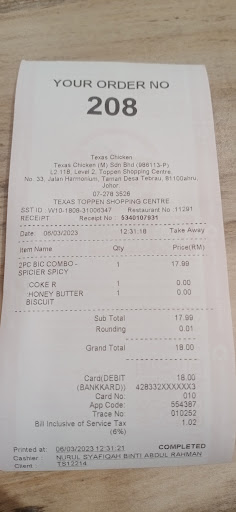 YOUR ORDER NO
208
Texas Chicken
Texas Chicken (M) Sdn Bhd (986113-P)
L2.11B, Level 2, Toppen Shopping Centre,
No. 33, Jalan Harmonium, Taman Desa Tebrau, 81100Johru,
Johor.
07-278 3526
TEXAS TOPPEN SHOPPING CENTRE
SST ID : W10-1808-31006347 Restaurant No :11291
RECEIPT Receipt No : 5340107931
Date 06/03/2023 12:31:18 Take Away
Item Name Qty Price(RM)
2PC BIG COMBO - 1 17.99
SPICIER SPICY
COKE R 1 0.00
HONEY BUTTER 1 0.00
BISCUIT
Sub Total 17.99
Rounding 0.01
Grand Total 18.00
Card(DEBIT 18.00
(BANKKARD)) 428332XXXXXX3
Card No: 010
App Code: 554387
Trace No: 010252
Bill Inclusive of Service Tax 1.02
(6%)
Printed at: 06/03/2023 12:31:21 COMPLETED
Cashier : NURUL SYAFIQAH BINTI ABDUL RAHMAN
Client : TS12214